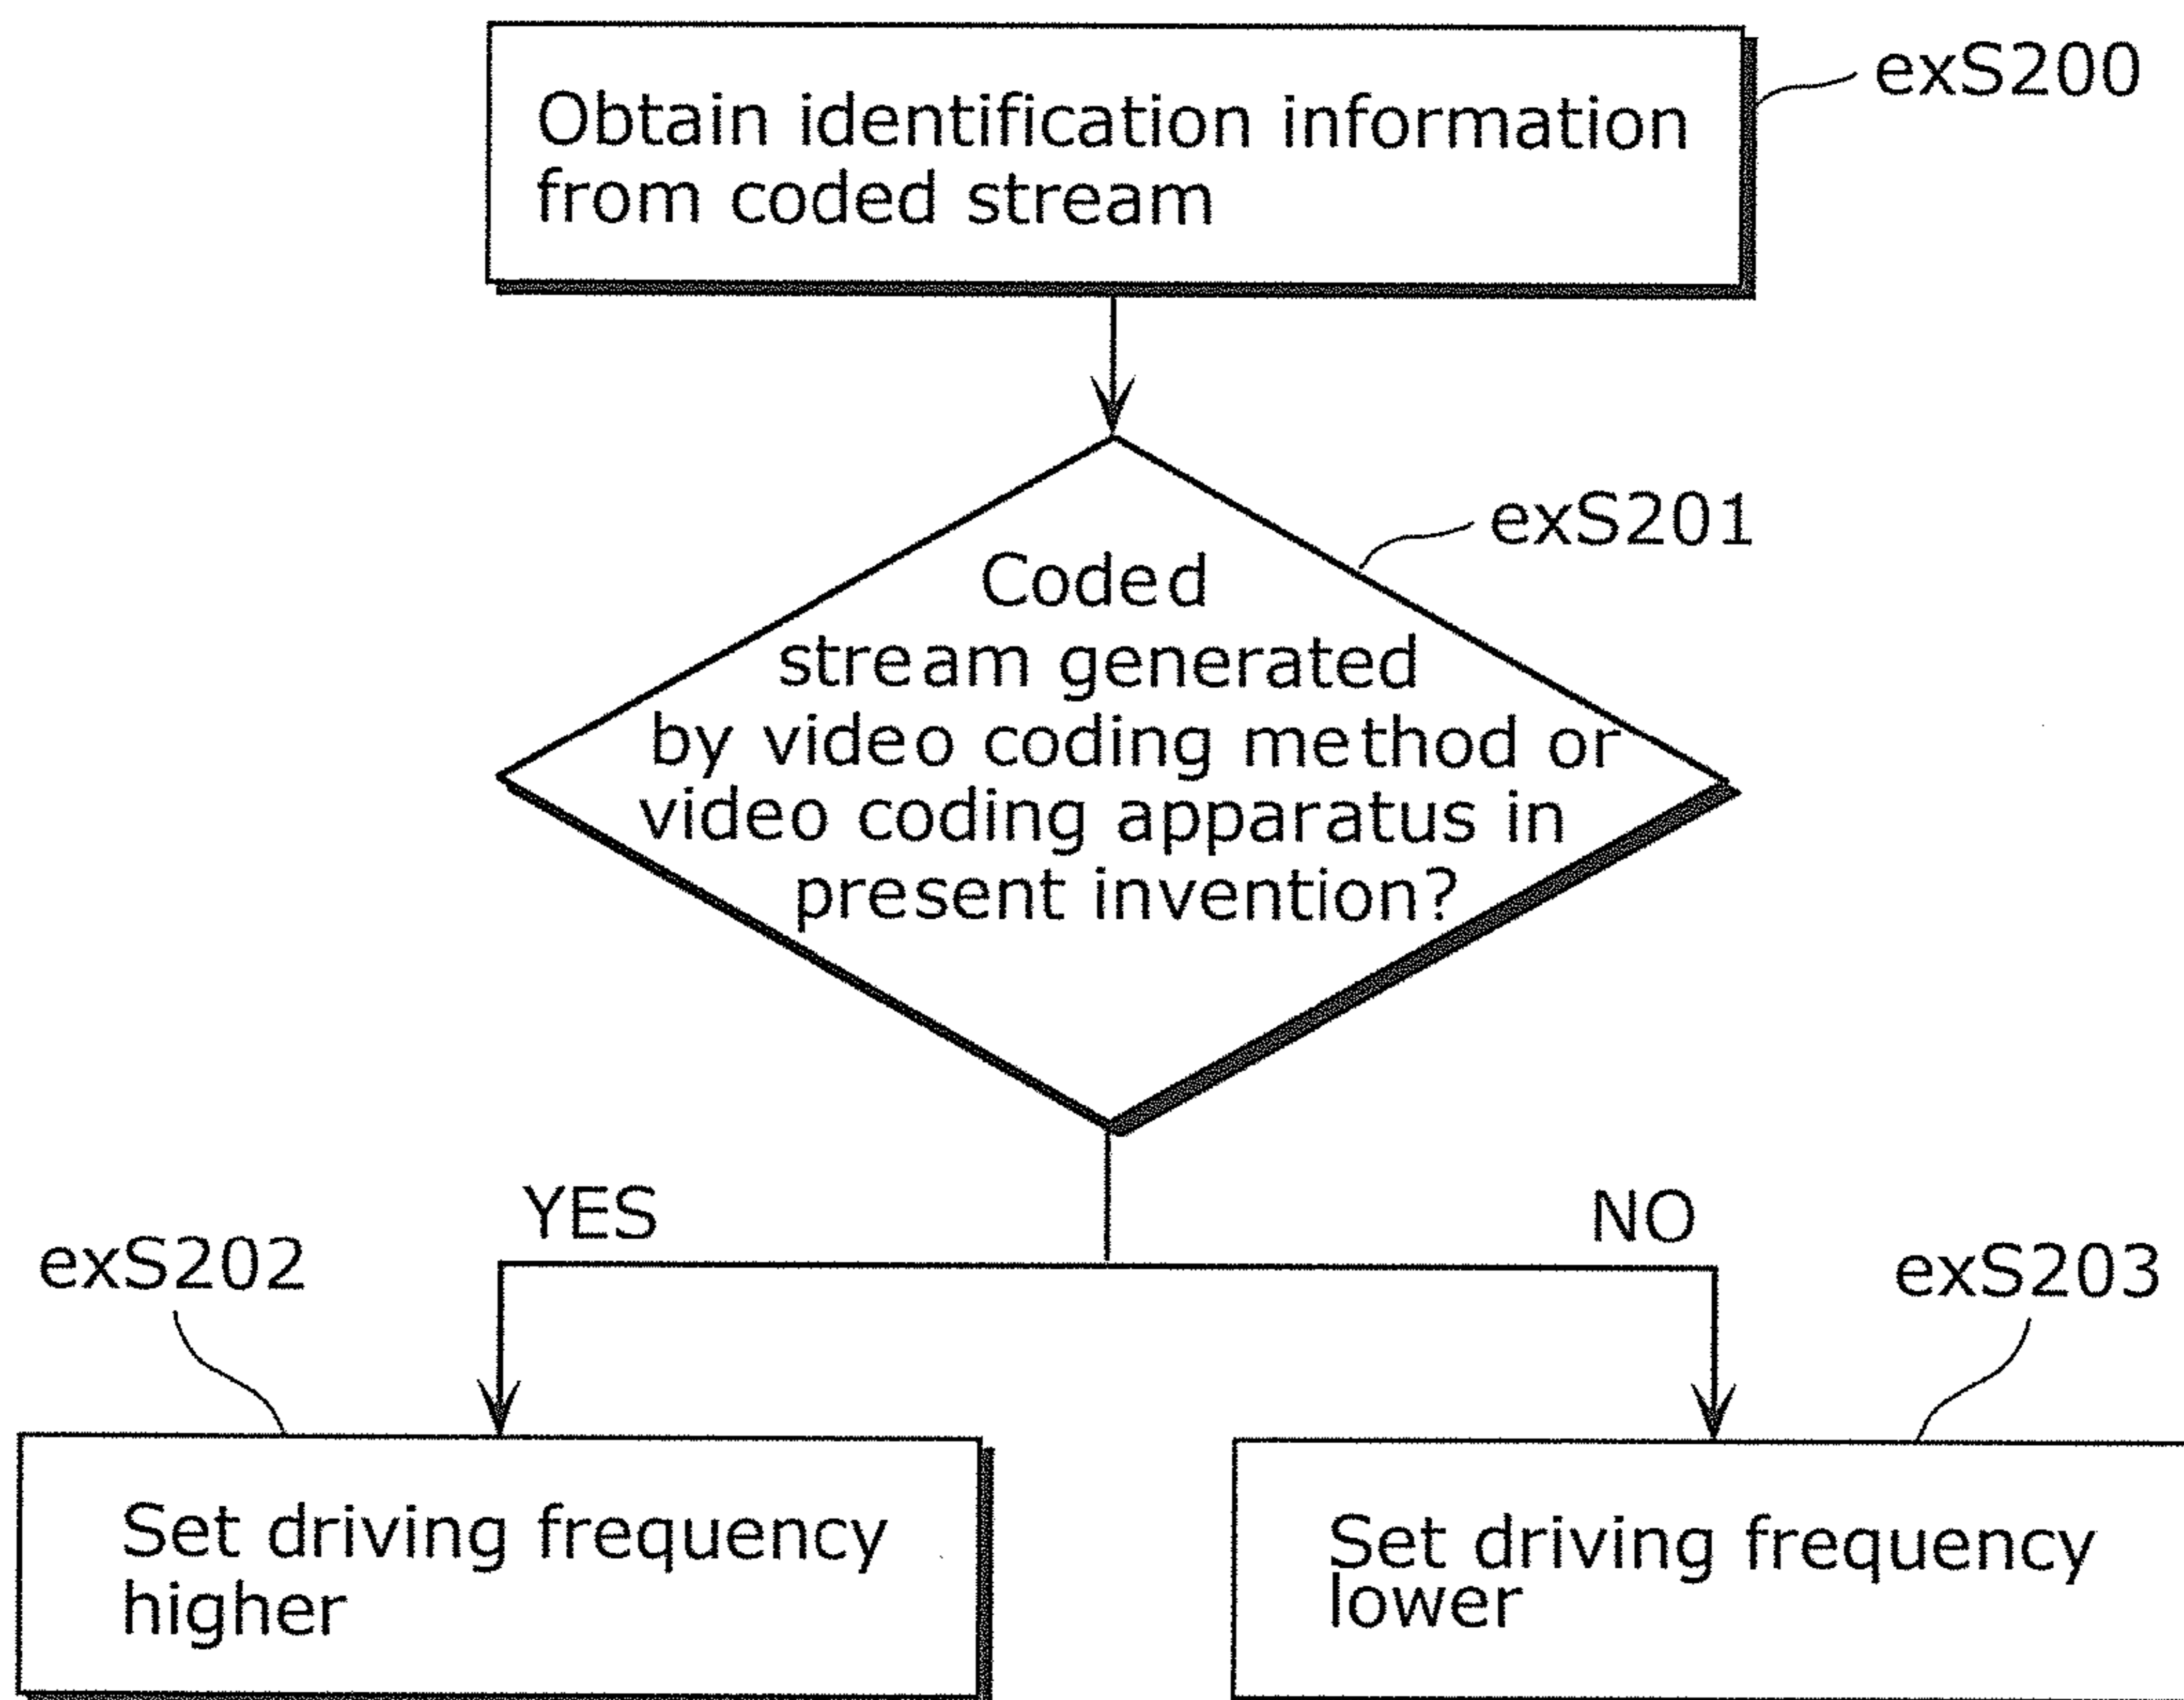 exS200
Obtain identification information
from coded stream
exS201
Coded
stream generated
by video coding method or
video coding apparatus in
present invention?
YES
NO
exS202
exS203
Set driving frequency
higher
Set driving frequency
lower